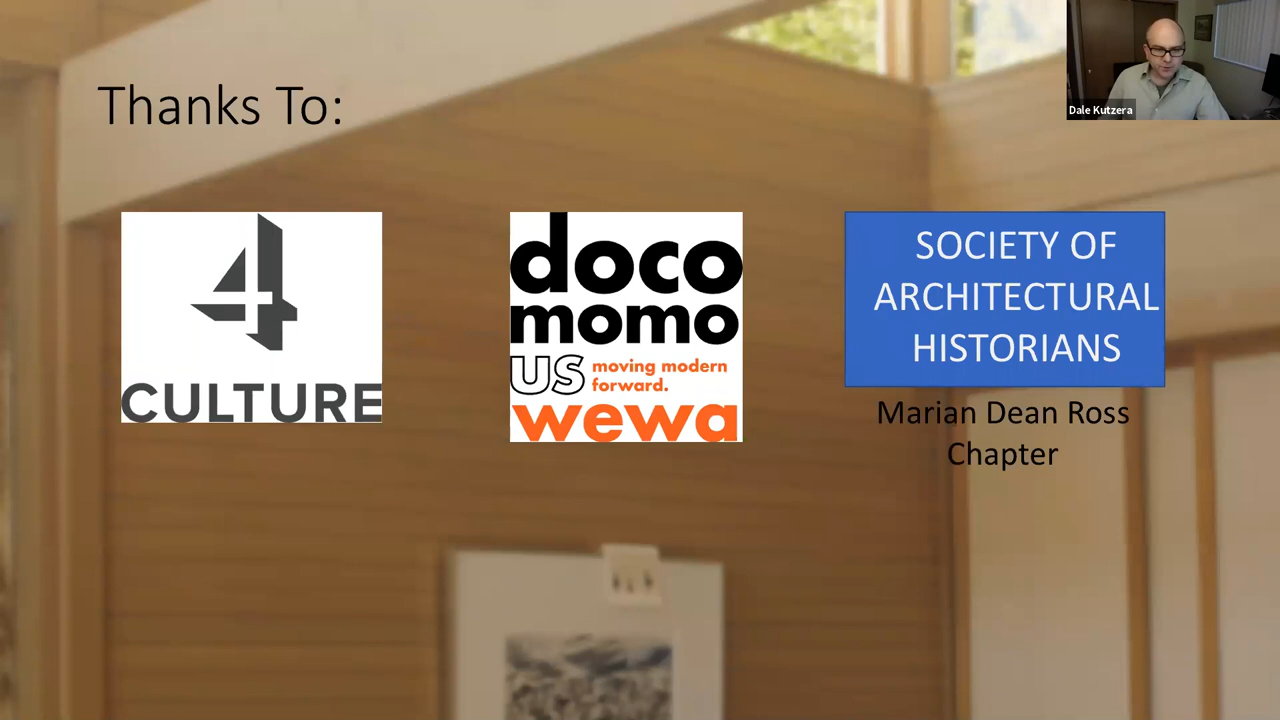 Dale Kutzera
Thanks To:
4
CULTURE
doco
momo
US moving modern
forward.
wewa
SOCIETY OF
ARCHITECTURAL
HISTORIANS
Marian Dean Ross
Chapter